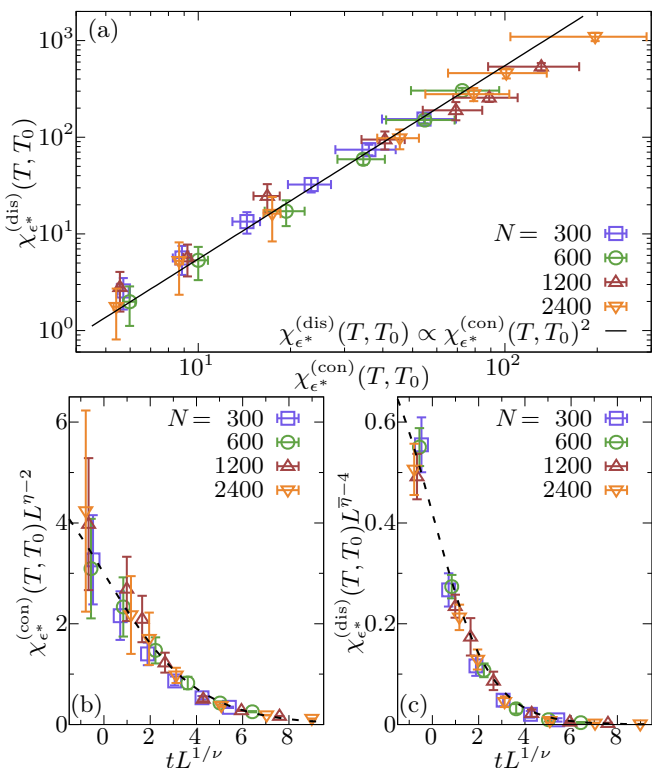 (a)
χ_{ϵ*}^{(dis)}(T, T_0)
10^3
10^2
10^1
10^0
N = 300
600
1200
2400
χ_{ϵ*}^{(dis)}(T, T_0) ∝ χ_{ϵ*}^{(con)}(T, T_0)^2
10^1 10^2
χ_{ϵ*}^{(con)}(T, T_0)
(b)
χ_{ϵ*}^{(con)}(T, T_0)L^{η−2}
6
4
2
0
N = 300
600
1200
2400
0 2 4 6 8
tL^{1/ν}
(c)
χ_{ϵ*}^{(dis)}(T, T_0)L^{\overline{η}−4}
0.6
0.4
0.2
0
N = 300
600
1200
2400
0 2 4 6 8
tL^{1/ν}